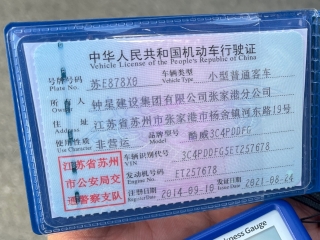 中华人民共和国机动车行驶证
Vehicle License of the People's Republic of China
号牌号码 苏E878X0 车辆类型 小型普通客车
Plate No. Vehicle Type
所有人 钟星建设集团有限公司张家港分公司
Owner
住址 江苏省苏州市张家港市杨舍镇河东路19号
Address
使用性质 非营运 品牌型号 酷威3C4PDDFG
Use Character Model
江苏省苏州
市公安局交
通警察支队
车辆识别代号 3C4PDDFG5ET257678
VIN
发动机号码 ET257678
Engine No.
注册日期 2014-09-10 发证日期 2021-08-24
Register Date Issue Date
kness Gauge